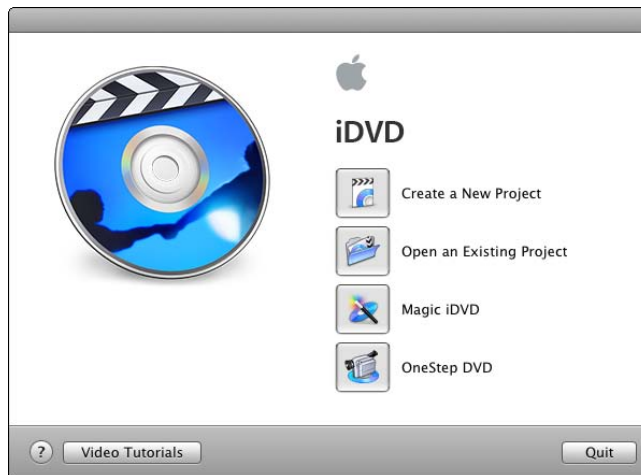 iDVD
Create a New Project
Open an Existing Project
Magic iDVD
OneStep DVD
? Video Tutorials Quit